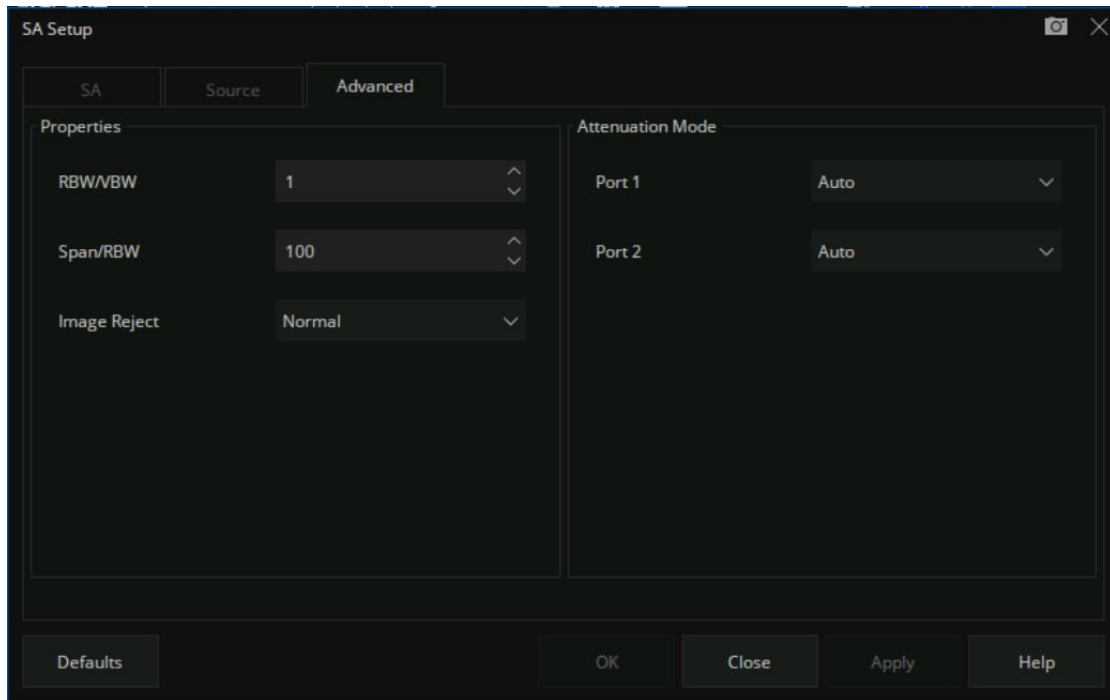 SA Setup
SA Source Advanced
Properties
RBW/VBW 1
Span/RBW 100
Image Reject Normal
Attenuation Mode
Port 1 Auto
Port 2 Auto
Defaults OK Close Apply Help